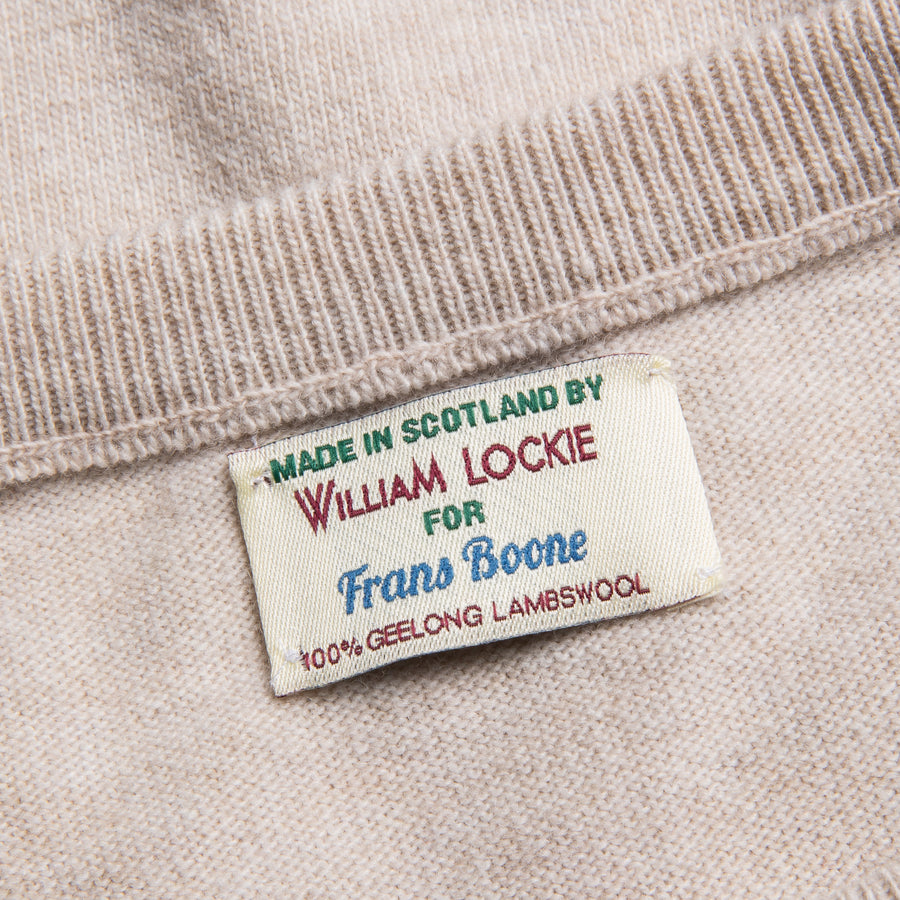 MADE IN SCOTLAND BY
WILLIAM LOCKIE
FOR
Frans Boone
100% GEELONG LAMBSWOOL